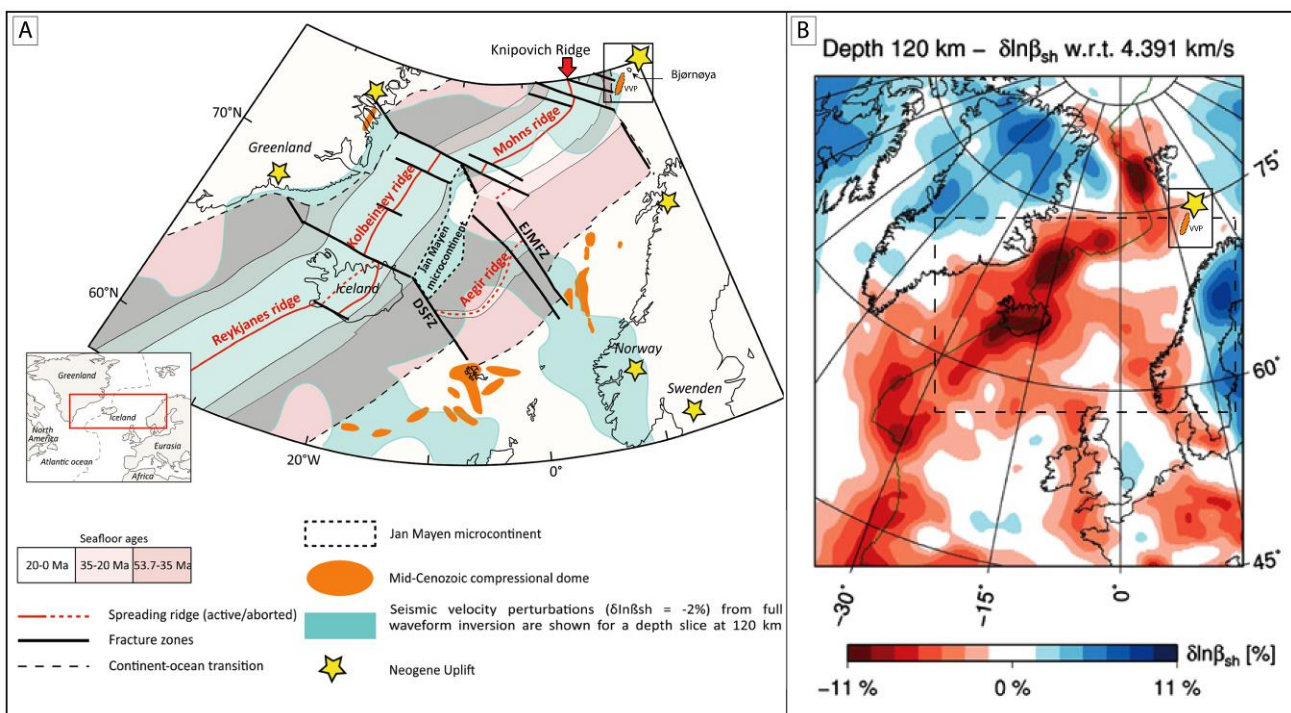 A
Knipovich Ridge
Bjørnøya
VVP
70°N
Greenland
Mohns ridge
Kolbeinsey ridge
Jan Mayen
microcontinent
EJMFZ
60°N
Iceland
Aegir ridge
Reykjanes ridge
DSFZ
Norway
Swenden
20°W
0°
Greenland
Iceland
North
America
Eurasia
Atlantic ocean
Africa
Seafloor ages
20-0 Ma
35-20 Ma
53.7-35 Ma
Spreading ridge (active/aborted)
Fracture zones
Continent-ocean transition
Jan Mayen microcontinent
Mid-Cenozoic compressional dome
Seismic velocity perturbations (δlnßsh = -2%) from full
waveform inversion are shown for a depth slice at 120 km
Neogene Uplift
B
Depth 120 km – δlnβsh w.r.t. 4.391 km/s
75°
VVP
60°
45°
-30°
-15°
0°
δlnβsh [%]
−11 %
0 %
11 %